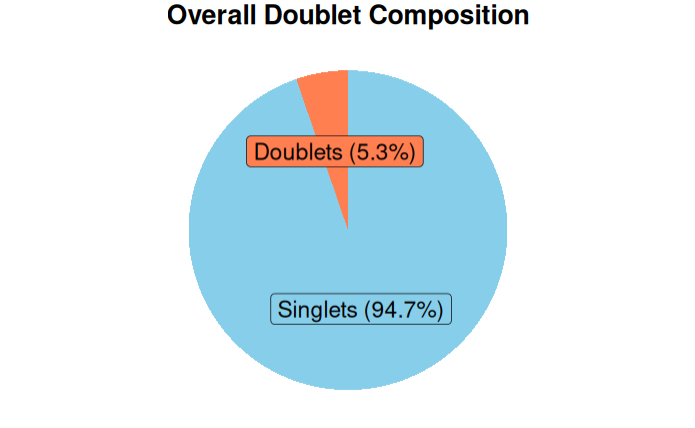 Overall Doublet Composition
Doublets (5.3%)
Singlets (94.7%)